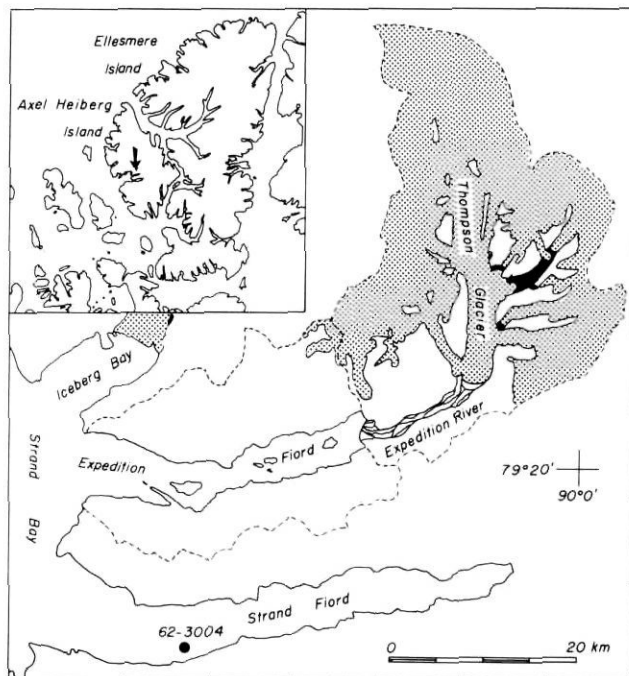 Ellesmere
Island
Axel Heiberg
Island
Thompson
Glacier
Iceberg Bay
Expedition River
Strand
Bay
Expedition
Fiord
79°20'
90°0'
Strand Fiord
62-3004
0 20 km